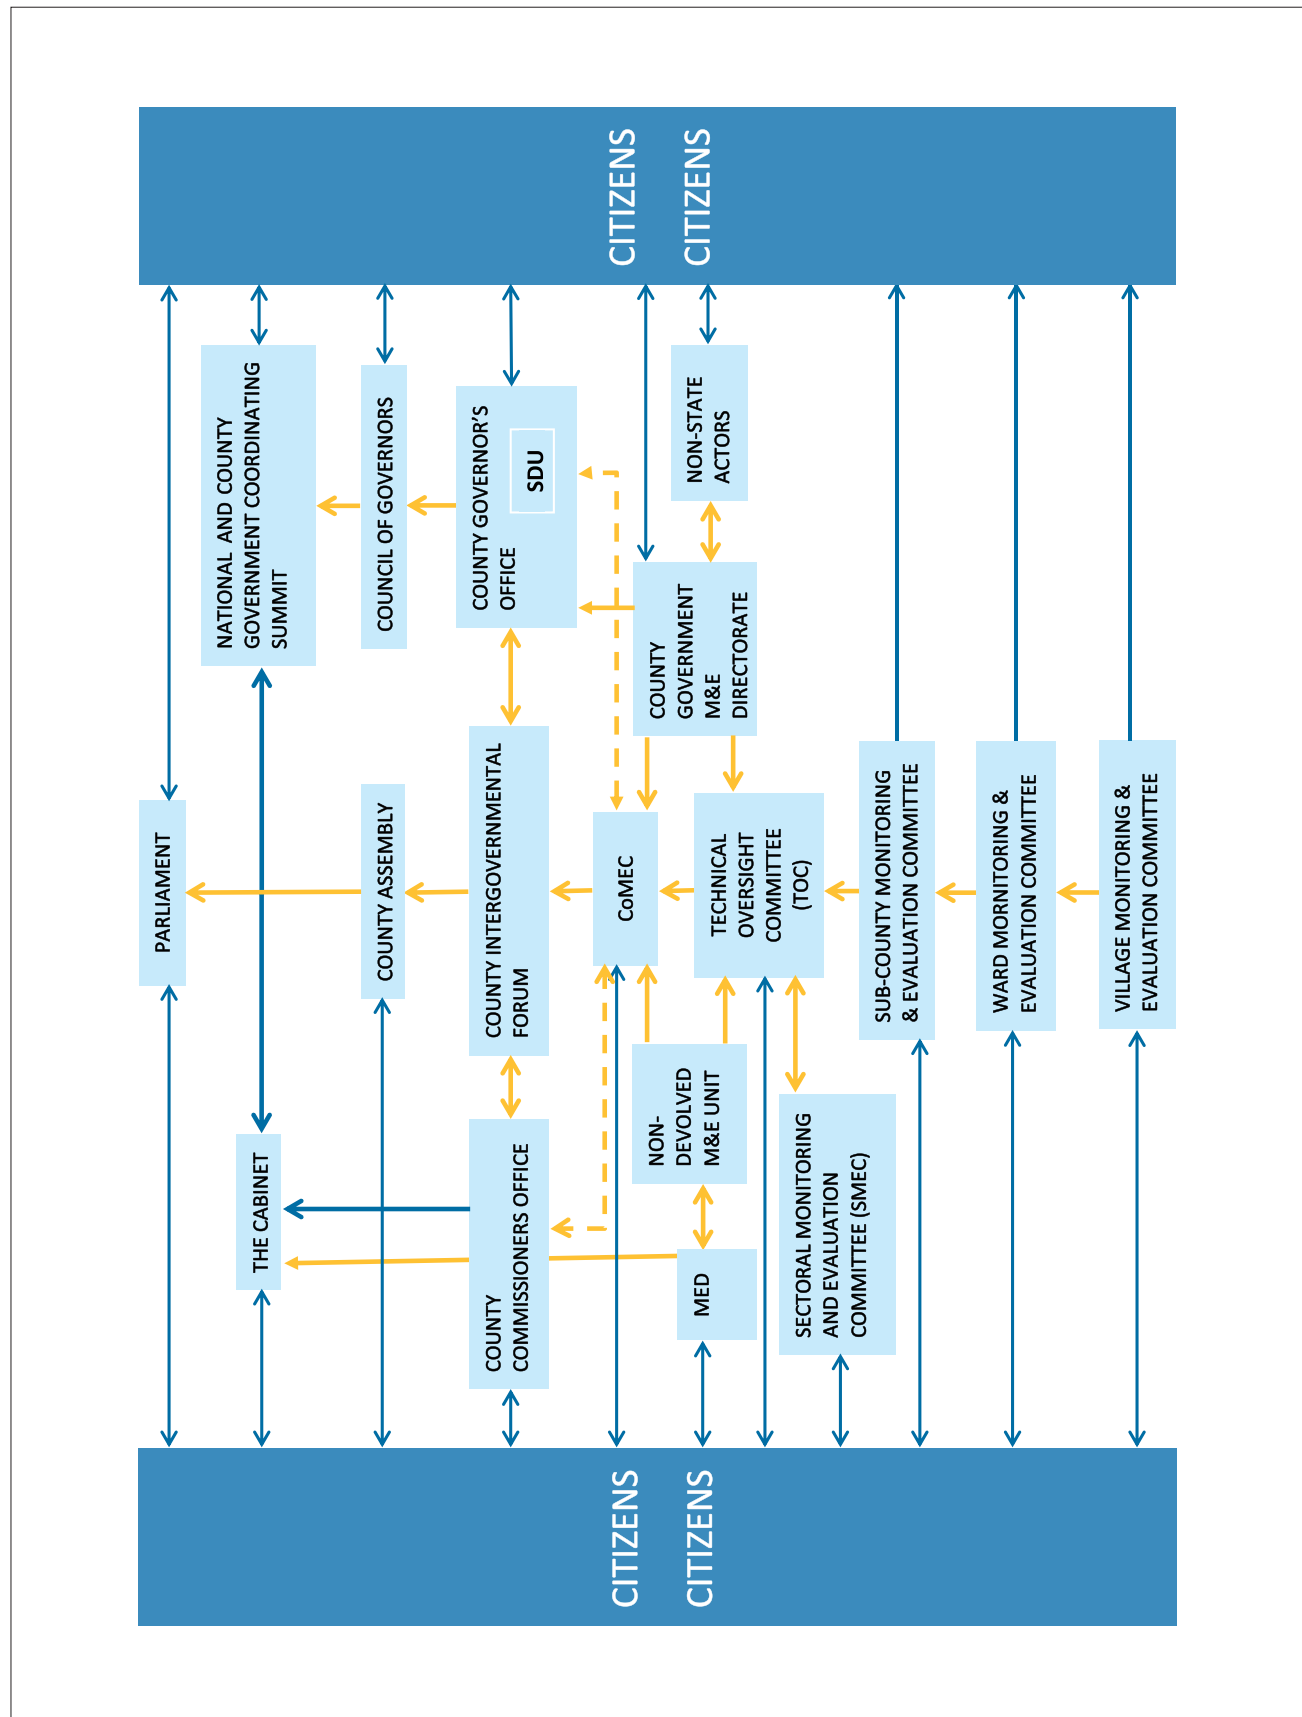 CITIZENS
CITIZENS
PARLIAMENT
THE CABINET
NATIONAL AND COUNTY
GOVERNMENT COORDINATING
SUMMIT
COUNTY ASSEMBLY
COUNCIL OF GOVERNORS
COUNTY
COMMISSIONERS OFFICE
COUNTY INTERGOVERNMENTAL
FORUM
COUNTY GOVERNOR'S
OFFICE
SDU
CoMEC
MED
NON-
DEVOLVED
M&E UNIT
TECHNICAL
OVERSIGHT
COMMITTEE
(TOC)
COUNTY
GOVERNMENT
M&E
DIRECTORATE
NON-STATE
ACTORS
SECTORAL MONITORING
AND EVALUATION
COMMITTEE (SMEC)
SUB-COUNTY MONITORING
& EVALUATION COMMITTEE
WARD MORNITORING &
EVALUATION COMMITTEE
VILLAGE MONITORING &
EVALUATION COMMITTEE
CITIZENS
CITIZENS